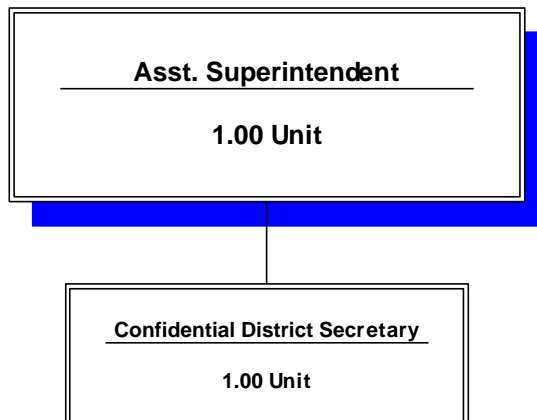 Asst. Superintendent
1.00 Unit
Confidential District Secretary
1.00 Unit